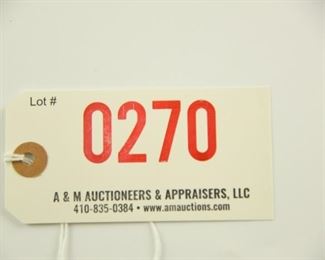 Lot #
0270
A & M AUCTIONEERS & APPRAISERS, LLC
410-835-0384 • www.amauctions.com